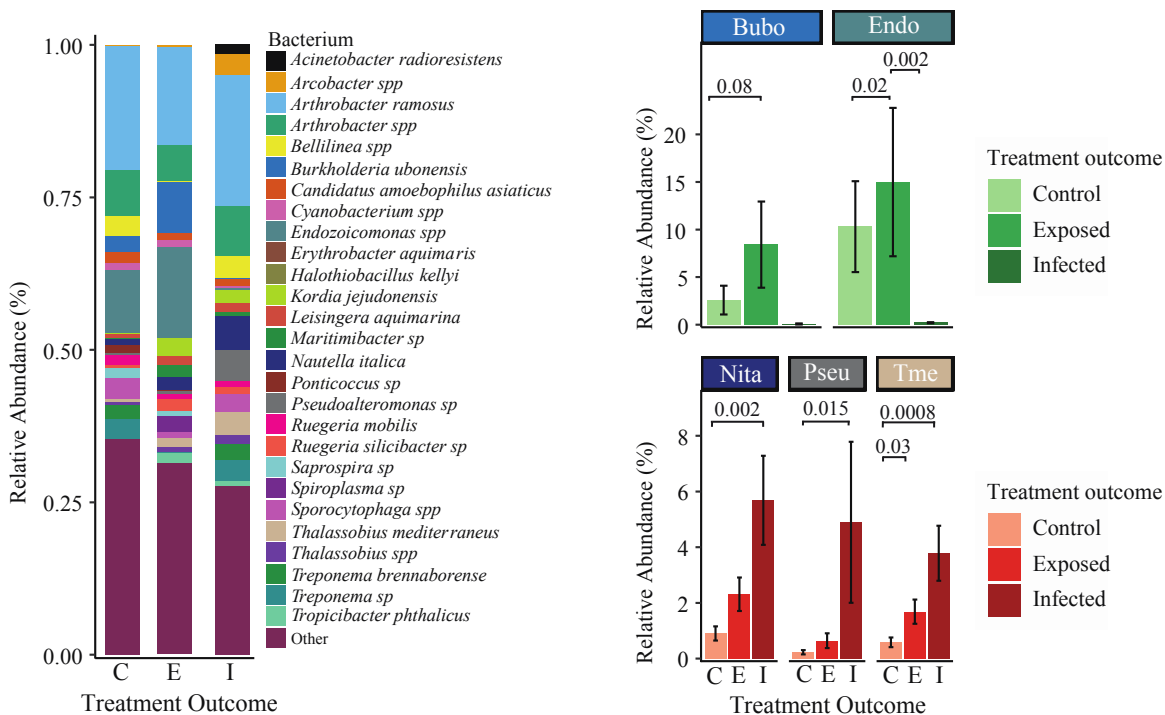 Relative Abundance (%)
1.00
0.75
0.50
0.25
0.00
C E I
Treatment Outcome
Bacterium
Acinetobacter radioresistens
Arcobacter spp
Arthrobacter ramosus
Arthrobacter spp
Bellilinea spp
Burkholderia ubonensis
Candidatus amoebophilus asiaticus
Cyanobacterium spp
Endozoicomonas spp
Erythrobacter aquimaris
Halothiobacillus kellyi
Kordia jejudonensis
Leisingera aquimarina
Maritimibacter sp
Nautella italica
Ponticoccus sp
Pseudoalteromonas sp
Ruegeria mobilis
Ruegeria silicibacter sp
Saprospira sp
Spiroplasma sp
Sporocytophaga spp
Thalassobius mediterraneus
Thalassobius spp
Treponema brennaborense
Treponema sp
Tropicibacter phthalicus
Other
Bubo Endo
0.002
0.08 0.02
Relative Abundance (%)
20
15
10
5
0
Treatment outcome
Control
Exposed
Infected
Nita Pseu Tme
0.002 0.015 0.0008
0.03
Relative Abundance (%)
8
6
4
2
0
C E I C E I C E I
Treatment Outcome
Treatment outcome
Control
Exposed
Infected